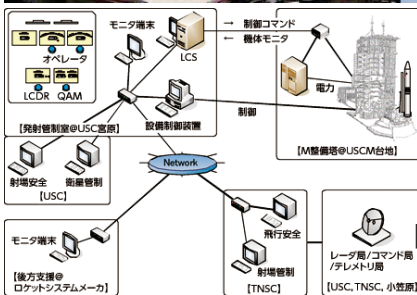 モニタ端末
LCS
→ 制御コマンド
← 機体モニタ
オペレータ
LCDR QAM
電力
制御
【発射管制室@USC宮原】
設備制御装置
【M整備塔@USCM台地】
射場安全
衛星管制
【USC】
Network
モニタ端末
【後方支援@
ロケットシステムメーカ】
飛行安全
射場管制
【TNSC】
レーダ局/コマンド局
/テレメトリ局
【USC, TNSC, 小笠原】